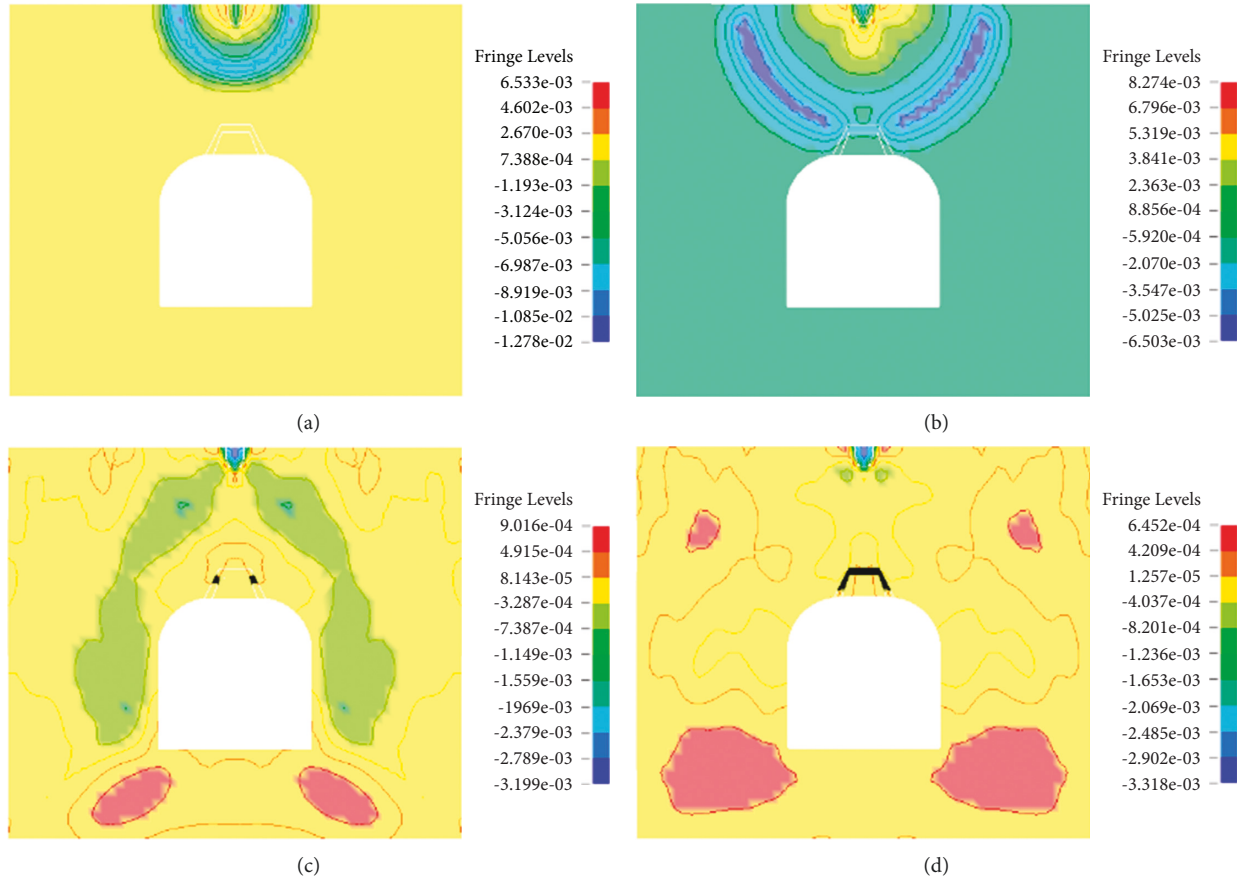 Fringe Levels
6.533e-03
4.602e-03
2.670e-03
7.388e-04
-1.193e-03
-3.124e-03
-5.056e-03
-6.987e-03
-8.919e-03
-1.085e-02
-1.278e-02
(a)
Fringe Levels
8.274e-03
6.796e-03
5.319e-03
3.841e-03
2.363e-03
8.856e-04
-5.920e-04
-2.070e-03
-3.547e-03
-5.025e-03
-6.503e-03
(b)
Fringe Levels
9.016e-04
4.915e-04
8.143e-05
-3.287e-04
-7.387e-04
-1.149e-03
-1.559e-03
-1969e-03
-2.379e-03
-2.789e-03
-3.199e-03
(c)
Fringe Levels
6.452e-04
4.209e-04
1.257e-05
-4.037e-04
-8.201e-04
-1.236e-03
-1.653e-03
-2.069e-03
-2.485e-03
-2.902e-03
-3.318e-03
(d)